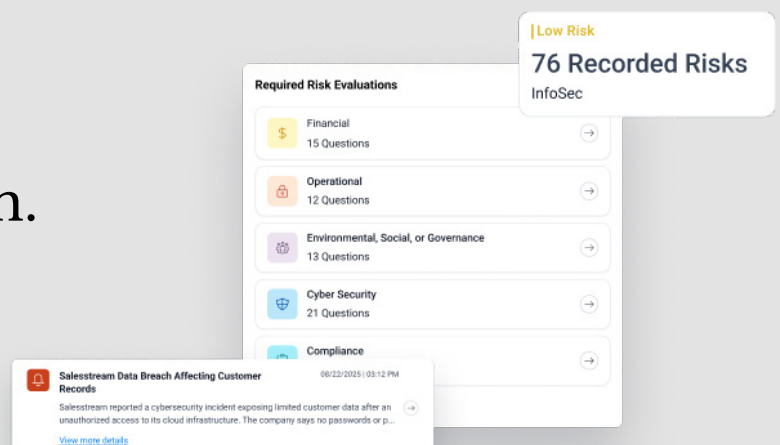 n.
Low Risk
76 Recorded Risks
InfoSec
Required Risk Evaluations
Financial
15 Questions
Operational
12 Questions
Environmental, Social, or Governance
13 Questions
Cyber Security
21 Questions
Compliance
Salesstream Data Breach Affecting Customer
Records
08/22/2025 | 03:12 PM
Salesstream reported a cybersecurity incident exposing limited customer data after an
unauthorized access to its cloud infrastructure. The company says no passwords or p...
View more details